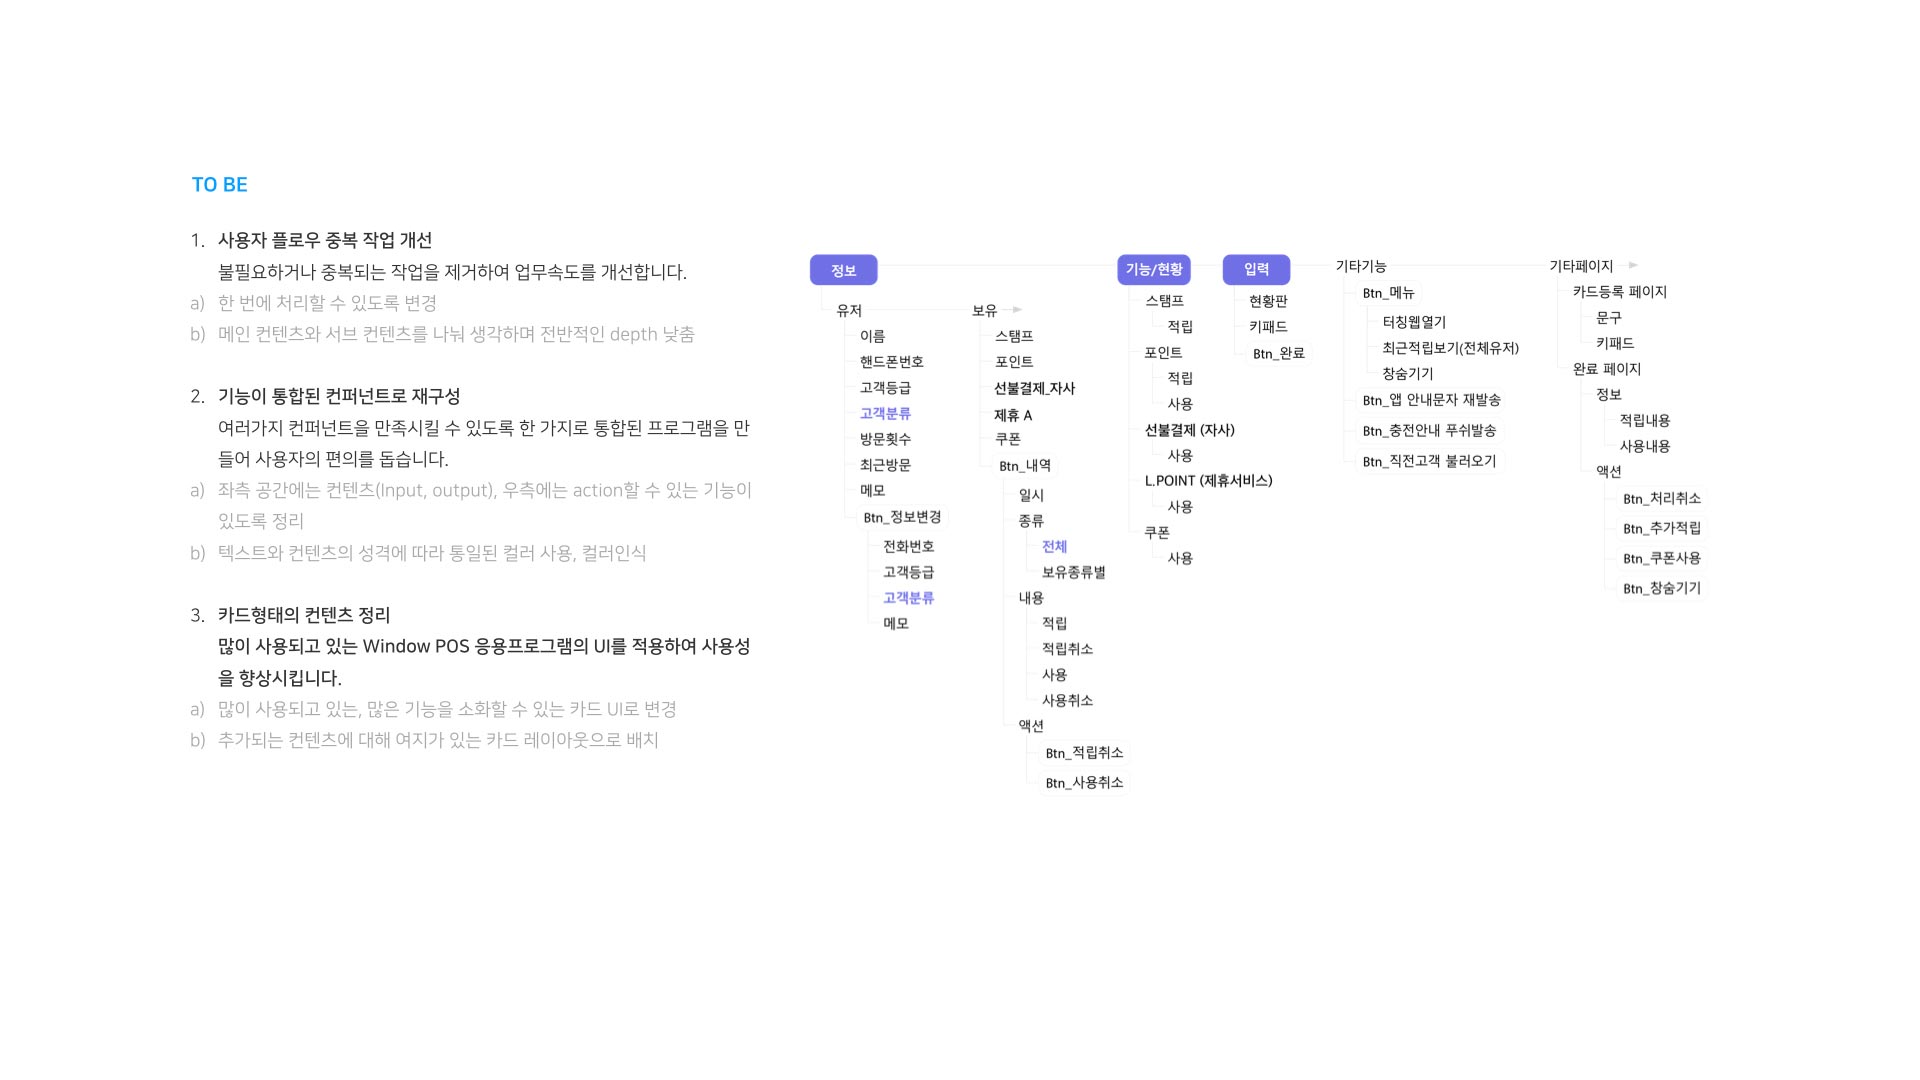 TO BE
1. 사용자 플로우 중복 작업 개선
불필요하거나 중복되는 작업을 제거하여 업무속도를 개선합니다.
a) 한 번에 처리할 수 있도록 변경
b) 메인 컨텐츠와 서브 컨텐츠를 나눠 생각하며 전반적인 depth 낮춤
2. 기능이 통합된 컨퍼넌트로 재구성
여러가지 컨퍼넌트을 만족시킬 수 있도록 한 가지로 통합된 프로그램을 만
들어 사용자의 편의를 돕습니다.
a) 좌측 공간에는 컨텐츠(Input, output), 우측에는 action할 수 있는 기능이
있도록 정리
b) 텍스트와 컨텐츠의 성격에 따라 통일된 컬러 사용, 컬러인식
3. 카드형태의 컨텐츠 정리
많이 사용되고 있는 Window POS 응용프로그램의 UI를 적용하여 사용성
을 향상시킵니다.
a) 많이 사용되고 있는, 많은 기능을 소화할 수 있는 카드 UI로 변경
b) 추가되는 컨텐츠에 대해 여지가 있는 카드 레이아웃으로 배치
정보
유저
이름
핸드폰번호
고객등급
고객분류
방문횟수
최근방문
메모
Btn_정보변경
전화번호
고객등급
고객분류
메모
보유
스탬프
포인트
선불결제_자사
제휴 A
쿠폰
Btn_내역
일시
종류
전체
보유종류별
내용
적립
적립취소
사용
사용취소
액션
Btn_적립취소
Btn_사용취소
기능/현황
스탬프
적립
포인트
적립
사용
선불결제 (자사)
사용
L.POINT (제휴서비스)
사용
쿠폰
사용
입력
현황판
키패드
Btn_완료
기타기능
Btn_메뉴
터칭웹열기
최근적립보기(전체유저)
창숨기기
Btn_앱 안내문자 재발송
Btn_충전안내 푸쉬발송
Btn_직전고객 불러오기
기타페이지
카드등록 페이지
문구
키패드
완료 페이지
정보
적립내용
사용내용
액션
Btn_처리취소
Btn_추가적립
Btn_쿠폰사용
Btn_창숨기기